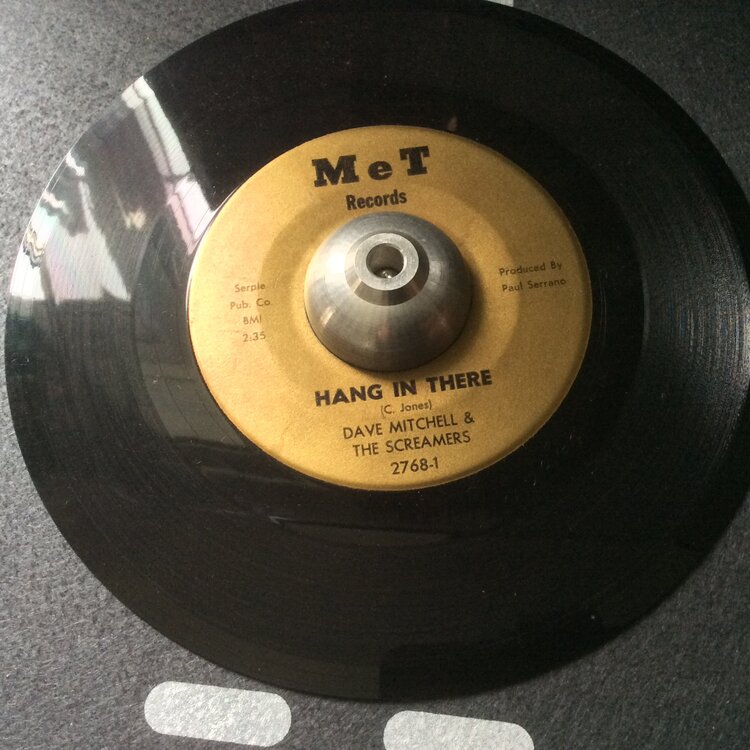 MeT
Records
Serpie
Pub. Co
BMI
2:35
Produced By
Paul Serrano
HANG IN THERE
(C. Jones)
DAVE MITCHELL &
THE SCREAMERS
2768-1